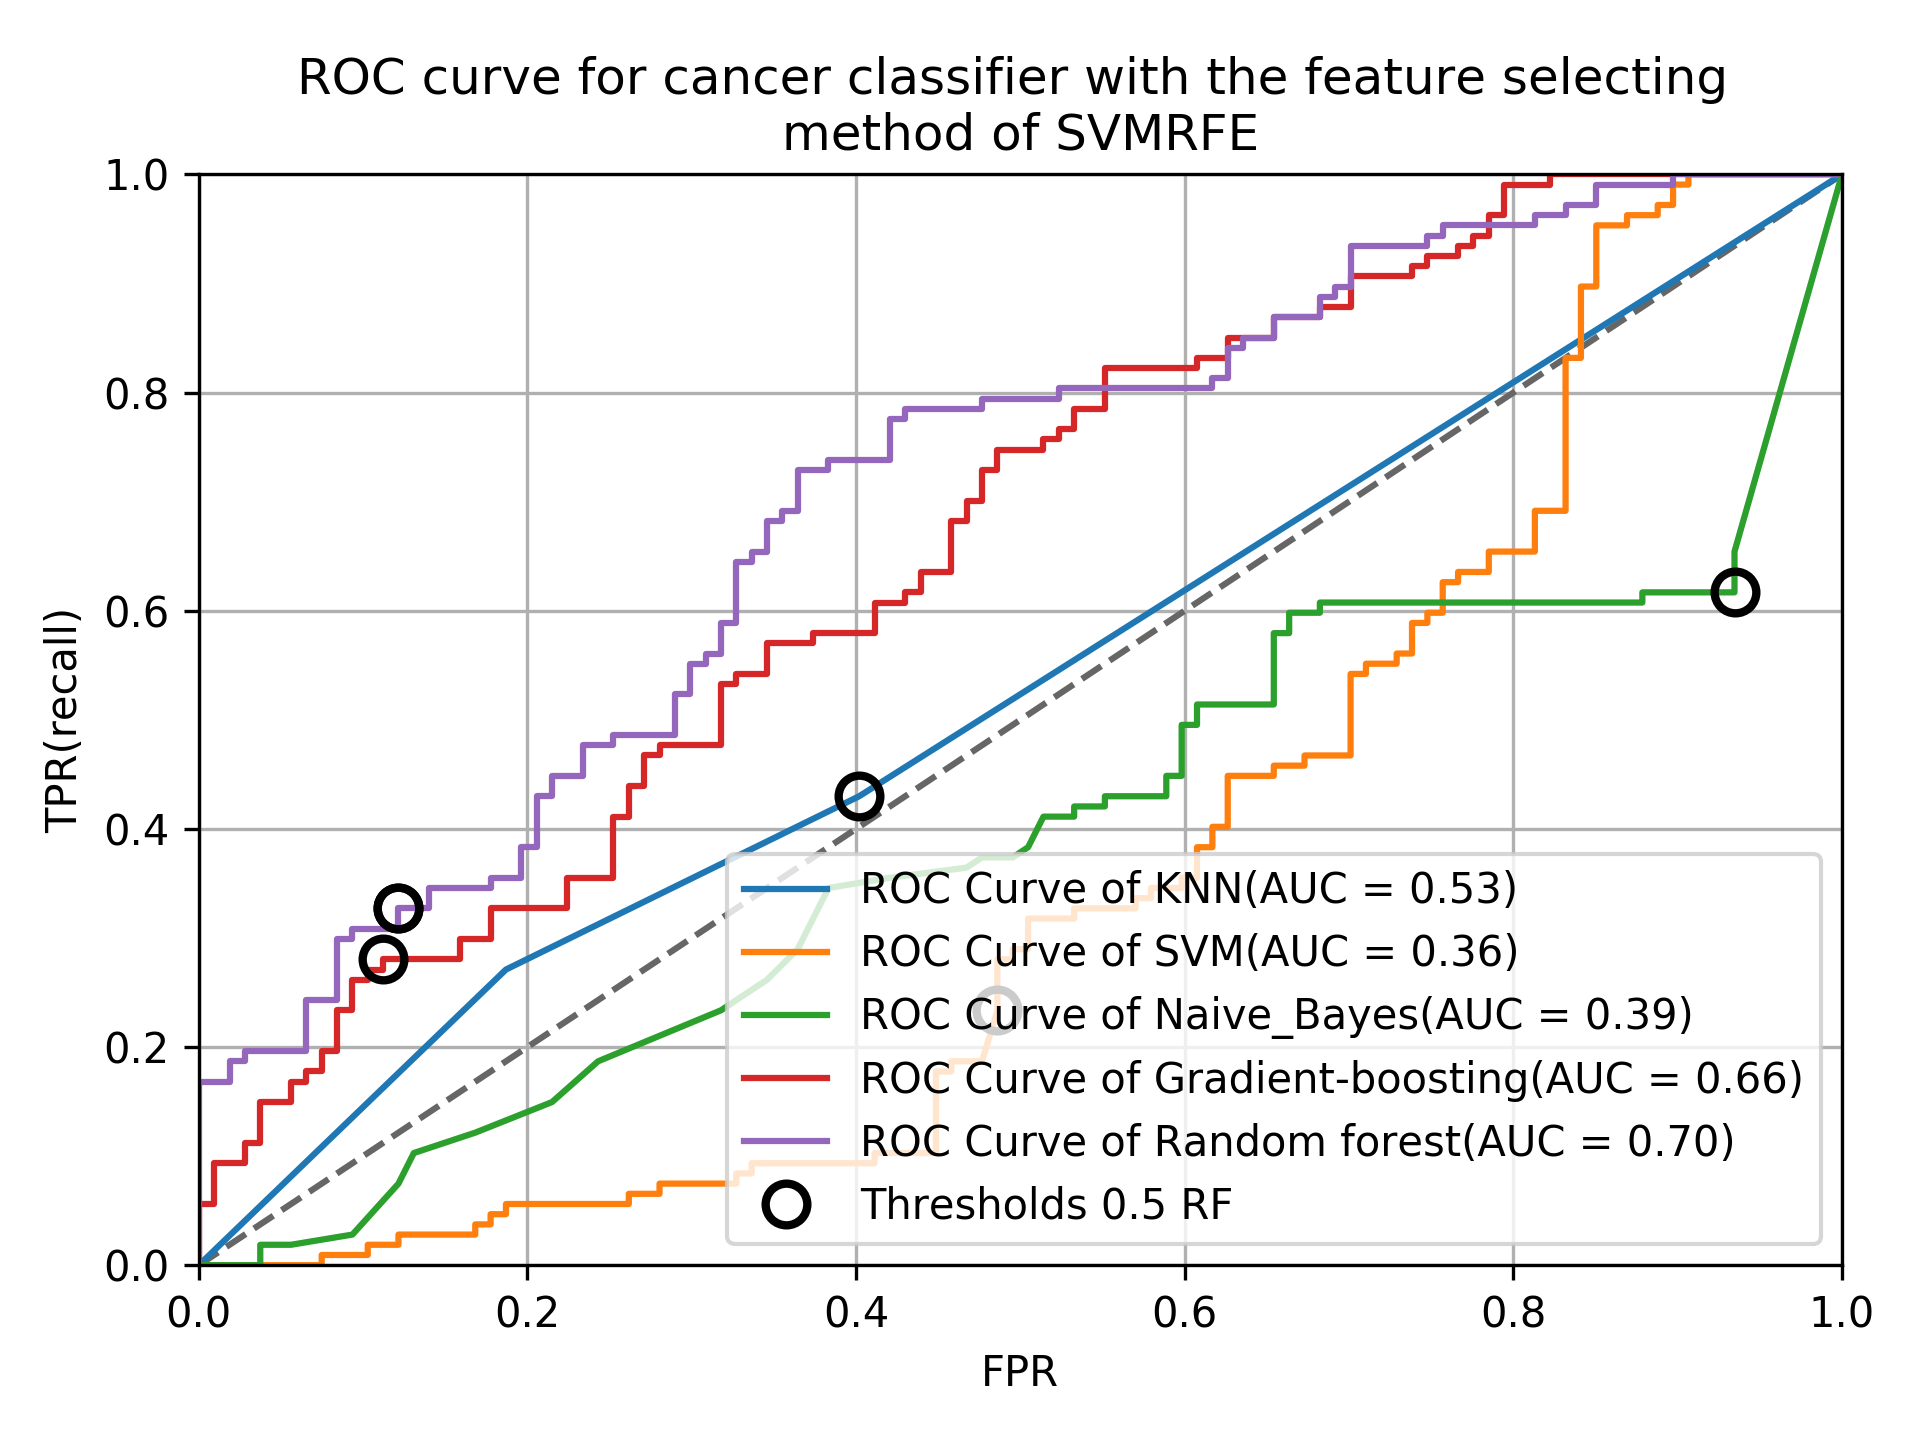 ROC curve for cancer classifier with the feature selecting
method of SVMRFE
1.0
0.8
0.6
0.4
0.2
0.0
TPR(recall)
ROC Curve of KNN(AUC = 0.53)
ROC Curve of SVM(AUC = 0.36)
ROC Curve of Naive_Bayes(AUC = 0.39)
ROC Curve of Gradient-boosting(AUC = 0.66)
ROC Curve of Random forest(AUC = 0.70)
Thresholds 0.5 RF
0.0 0.2 0.4 0.6 0.8 1.0
FPR